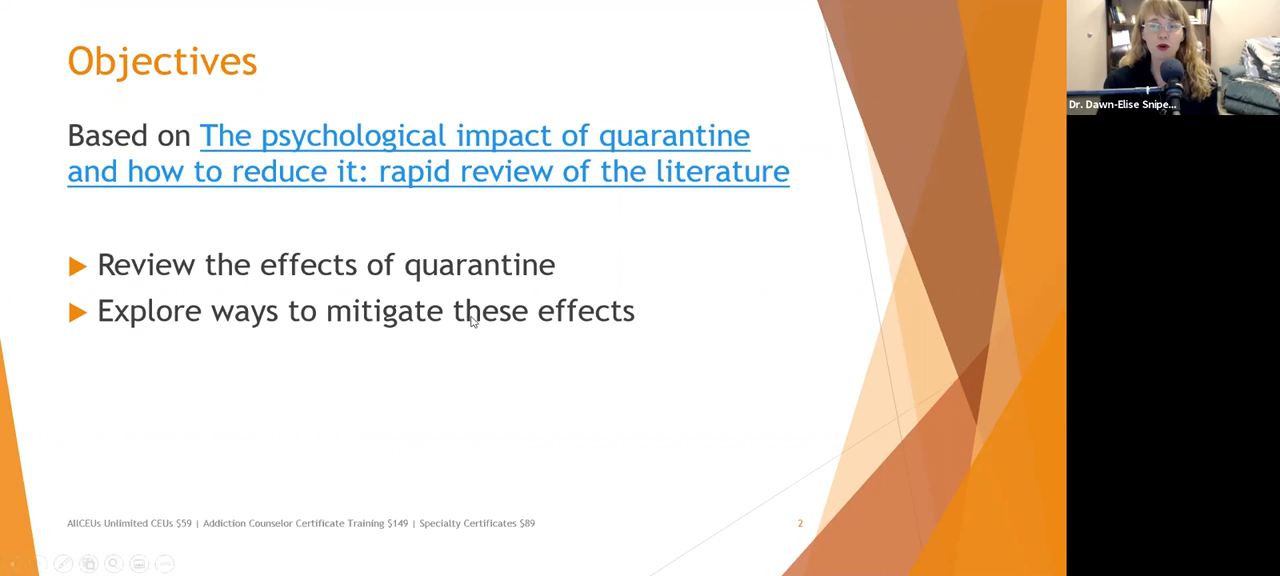 Objectives
Based on The psychological impact of quarantine
and how to reduce it: rapid review of the literature
Review the effects of quarantine
Explore ways to mitigate these effects
AllCEUs Unlimited CEUs $59 | Addiction Counselor Certificate Training $149 | Specialty Certificates $89
2
Dr. Dawn-Elise Snipe...